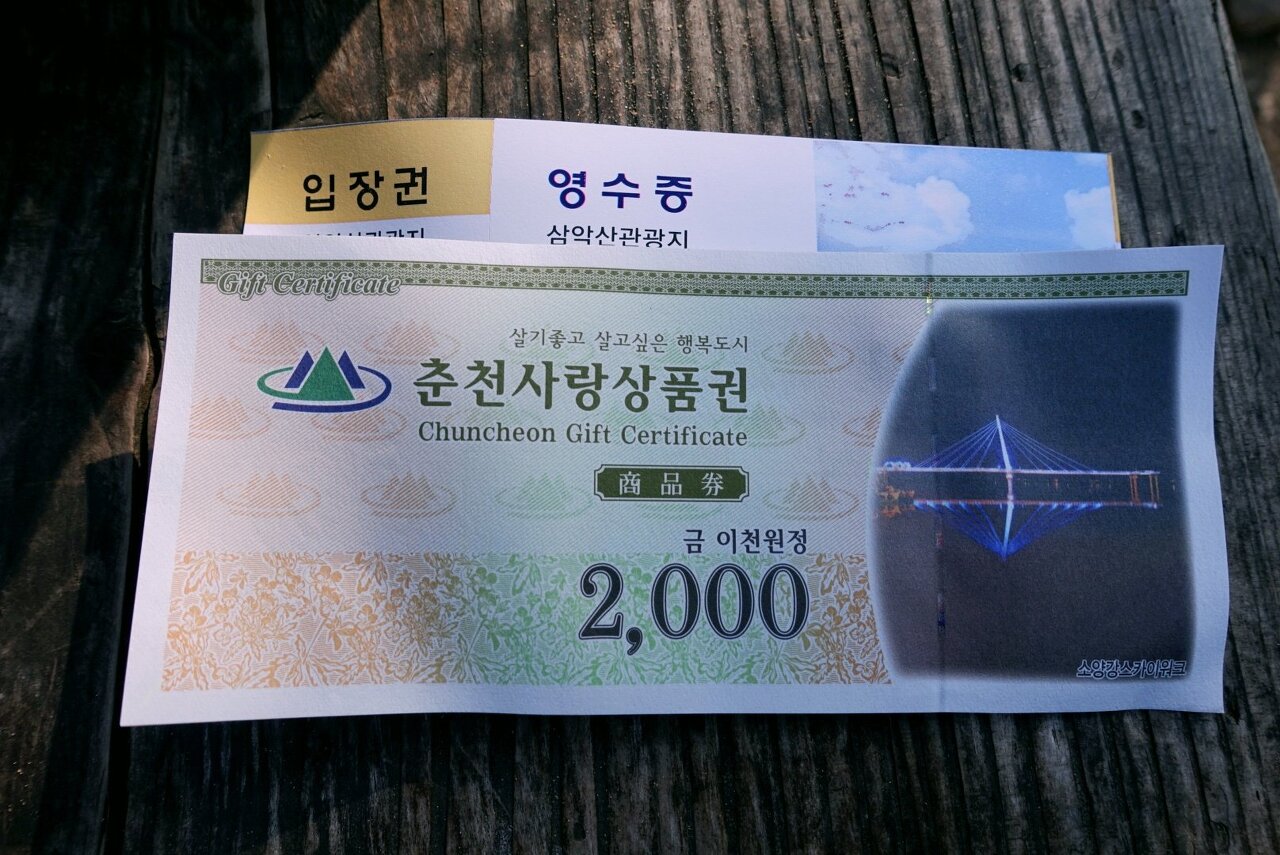 입장권
영수증
삼악산관광지
Gift Certificate
살기좋고 살고싶은 행복도시
춘천사랑상품권
Chuncheon Gift Certificate
商品券
금 이천원정
2,000
소양강스카이워크